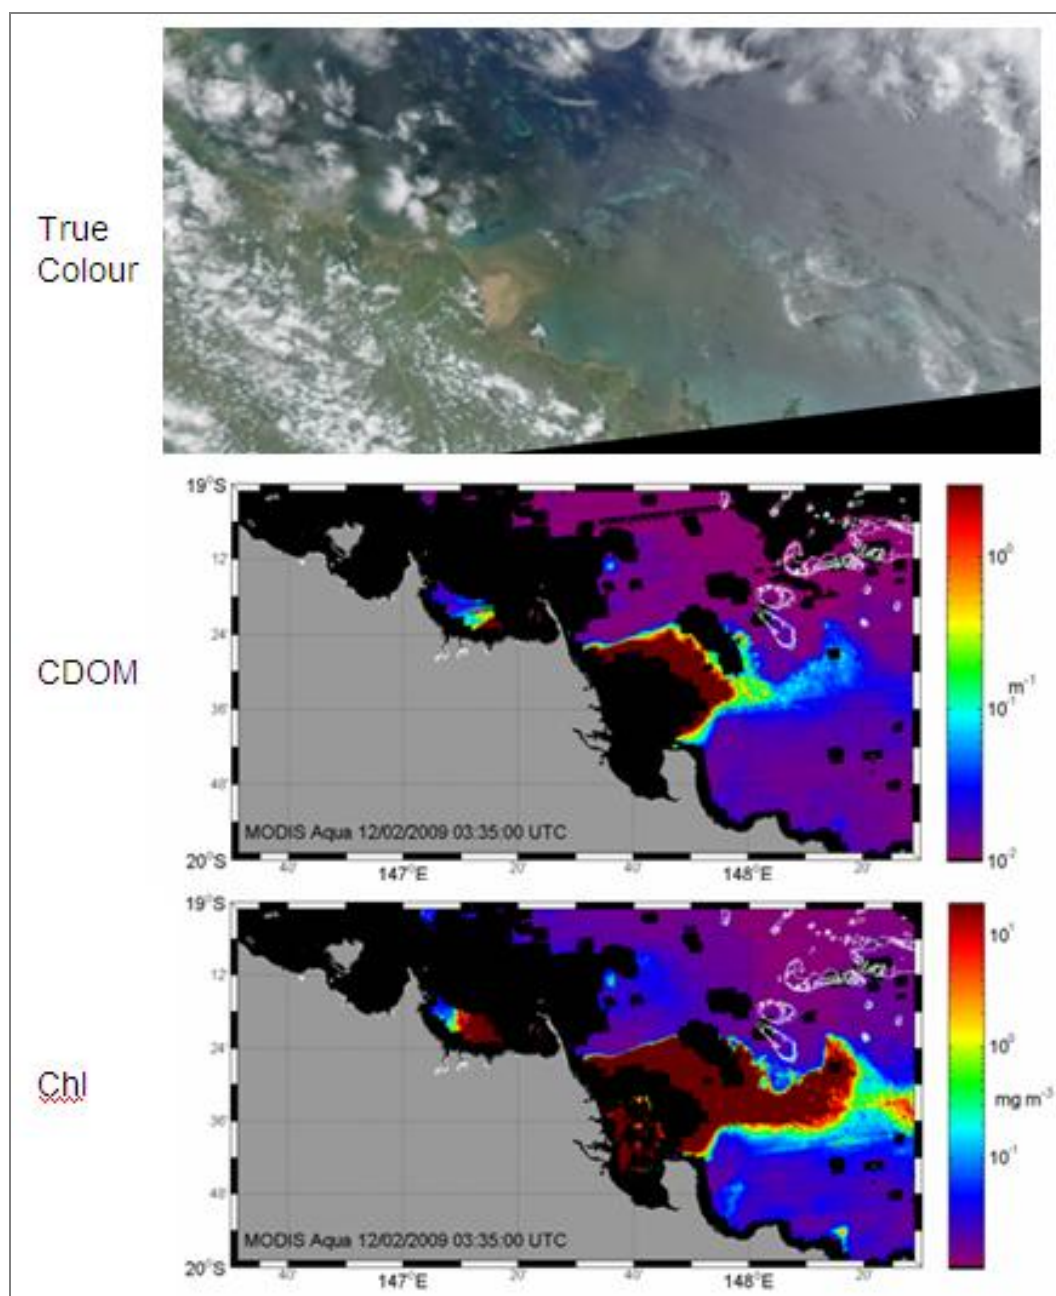 True
Colour
19°S
12'
24'
CDOM
36'
48'
MODIS Aqua 12/02/2009 03:35:00 UTC
20°S
40' 147°E 20' 40' 148°E 20'
10⁰
m⁻¹
10⁻¹
10⁻²
19°S
12'
24'
Chl
36'
48'
MODIS Aqua 12/02/2009 03:35:00 UTC
20°S
40' 147°E 20' 40' 148°E 20'
10¹
10⁰
mg m⁻³
10⁻¹